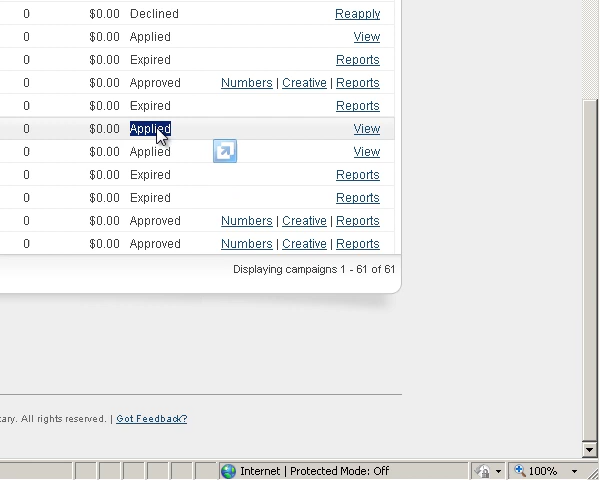 0 $0.00 Declined Reapply
0 $0.00 Applied View
0 $0.00 Expired Reports
0 $0.00 Approved Numbers | Creative | Reports
0 $0.00 Expired Reports
0 $0.00 Applied View
0 $0.00 Applied View
0 $0.00 Expired Reports
0 $0.00 Expired Reports
0 $0.00 Approved Numbers | Creative | Reports
0 $0.00 Approved Numbers | Creative | Reports
Displaying campaigns 1 - 61 of 61
cary. All rights reserved. | Got Feedback?
Internet | Protected Mode: Off 100%